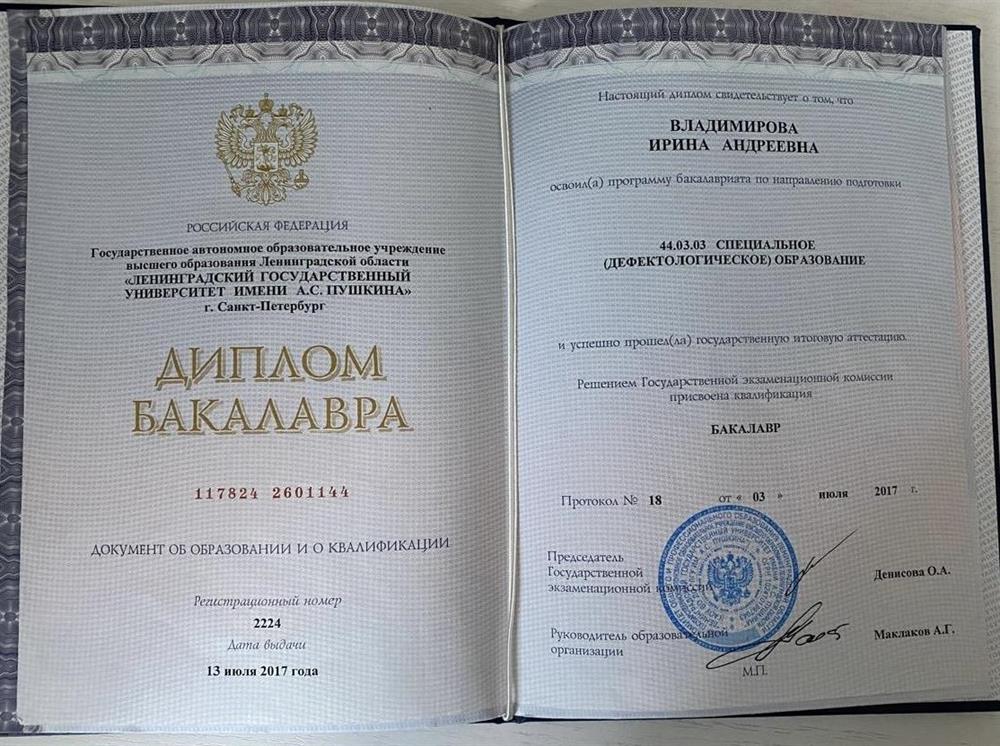 РОССИЙСКАЯ ФЕДЕРАЦИЯ
Государственное автономное образовательное учреждение
высшего образования Ленинградской области
«ЛЕНИНГРАДСКИЙ ГОСУДАРСТВЕННЫЙ
УНИВЕРСИТЕТ ИМЕНИ А.С. ПУШКИНА»
г. Санкт-Петербург
ДИПЛОМ
БАКАЛАВРА
117824 2601144
ДОКУМЕНТ ОБ ОБРАЗОВАНИИ И О КВАЛИФИКАЦИИ
Регистрационный номер
2224
Дата выдачи
13 июля 2017 года
Настоящий диплом свидетельствует о том, что
ВЛАДИМИРОВА
ИРИНА АНДРЕЕВНА
освоил(а) программу бакалавриата по направлению подготовки
44.03.03 СПЕЦИАЛЬНОЕ
(ДЕФЕКТОЛОГИЧЕСКОЕ) ОБРАЗОВАНИЕ
и успешно прошел(ла) государственную итоговую аттестацию.
Решением Государственной экзаменационной комиссии
присвоена квалификация
БАКАЛАВР
Протокол № 18 от « 03 » июля 2017 г.
Председатель
Государственной
экзаменационной комиссии
Денисова О.А.
Руководитель образовательной
организации
Маклаков А.Г.
М.П.